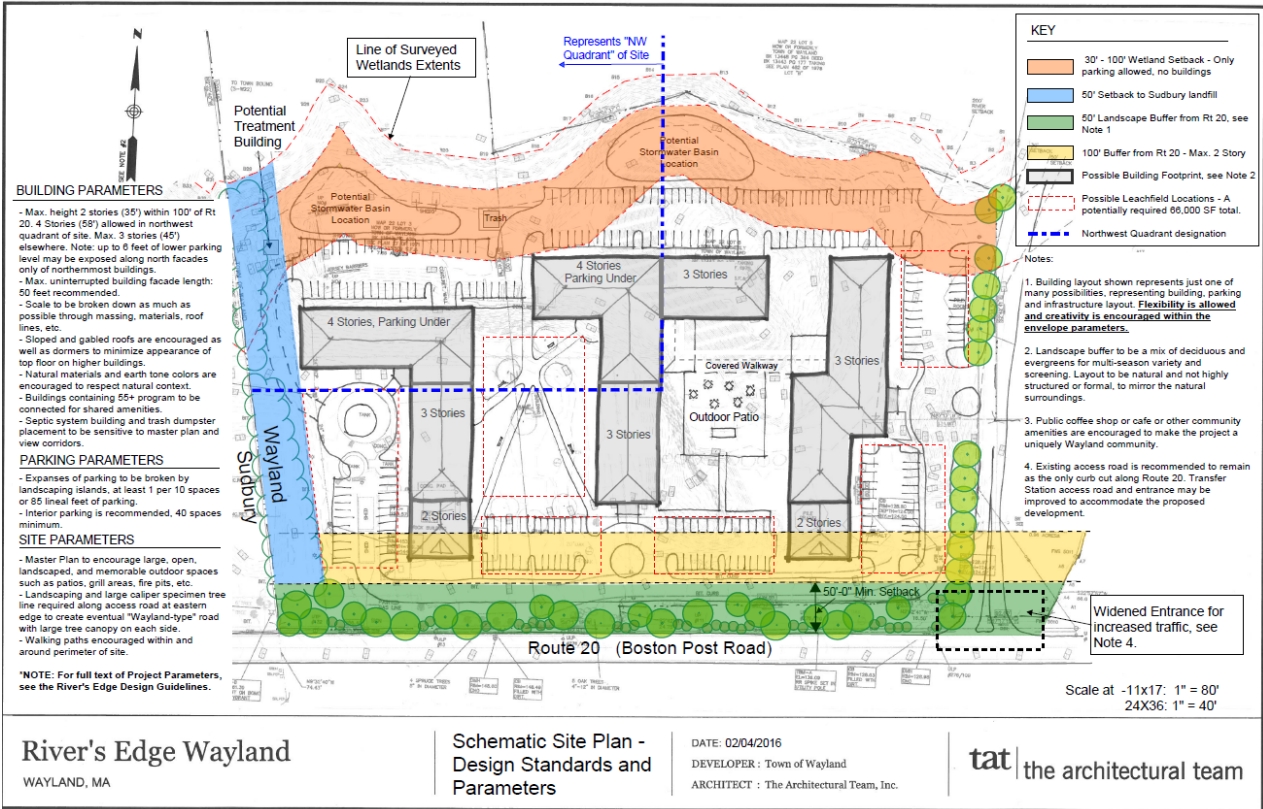 N
SEE NOTE #2
Line of Surveyed
Wetlands Extents
Represents "NW
Quadrant" of Site
Potential
Treatment
Building
Potential
Stormwater Basin
Location
Potential
Stormwater Basin
Location
Trash
4 Stories
Parking Under
3 Stories
4 Stories, Parking Under
3 Stories
3 Stories
3 Stories
2 Stories
2 Stories
Covered Walkway
Outdoor Patio
Wayland
Sudbury
50'-0" Min. Setback
Route 20 (Boston Post Road)
Widened Entrance for
increased traffic, see
Note 4.
Scale at -11x17: 1" = 80'
24X36: 1" = 40'
BUILDING PARAMETERS
- Max. height 2 stories (35') within 100' of Rt
20. 4 Stories (58') allowed in northwest
quadrant of site. Max. 3 stories (45')
elsewhere. Note: up to 6 feet of lower parking
level may be exposed along north facades
only of northernmost buildings.
- Max. uninterrupted building facade length:
50 feet recommended.
- Scale to be broken down as much as
possible through massing, materials, roof
lines, etc.
- Sloped and gabled roofs are encouraged as
well as dormers to minimize appearance of
top floor on higher buildings.
- Natural materials and earth tone colors are
encouraged to respect natural context.
- Buildings containing 55+ program to be
connected for shared amenities.
- Septic system building and trash dumpster
placement to be sensitive to master plan and
view corridors.
PARKING PARAMETERS
- Expanses of parking to be broken by
landscaping islands, at least 1 per 10 spaces
or 85 lineal feet of parking.
- Interior parking is recommended, 40 spaces
minimum.
SITE PARAMETERS
- Master Plan to encourage large, open,
landscaped, and memorable outdoor spaces
such as patios, grill areas, fire pits, etc.
- Landscaping and large caliper specimen tree
line required along access road at eastern
edge to create eventual "Wayland-type" road
with large tree canopy on each side.
- Walking paths encouraged within and
around perimeter of site.
*NOTE: For full text of Project Parameters,
see the River's Edge Design Guidelines.
KEY
30' - 100' Wetland Setback - Only
parking allowed, no buildings
50' Setback to Sudbury landfill
50' Landscape Buffer from Rt 20, see
Note 1
100' Buffer from Rt 20 - Max. 2 Story
Possible Building Footprint, see Note 2
Possible Leachfield Locations - A
potentially required 66,000 SF total.
Northwest Quadrant designation
Notes:
1. Building layout shown represents just one of
many possibilities, representing building, parking
and infrastructure layout. Flexibility is allowed
and creativity is encouraged within the
envelope parameters.
2. Landscape buffer to be a mix of deciduous and
evergreens for multi-season variety and
screening. Layout to be natural and not highly
structured or formal, to mirror the natural
surroundings.
3. Public coffee shop or cafe or other community
amenities are encouraged to make the project a
uniquely Wayland community.
4. Existing access road is recommended to remain
as the only curb cut along Route 20. Transfer
Station access road and entrance may be
improved to accommodate the proposed
development.
River's Edge Wayland
WAYLAND, MA
Schematic Site Plan -
Design Standards and
Parameters
DATE: 02/04/2016
DEVELOPER : Town of Wayland
ARCHITECT : The Architectural Team, Inc.
tat the architectural team